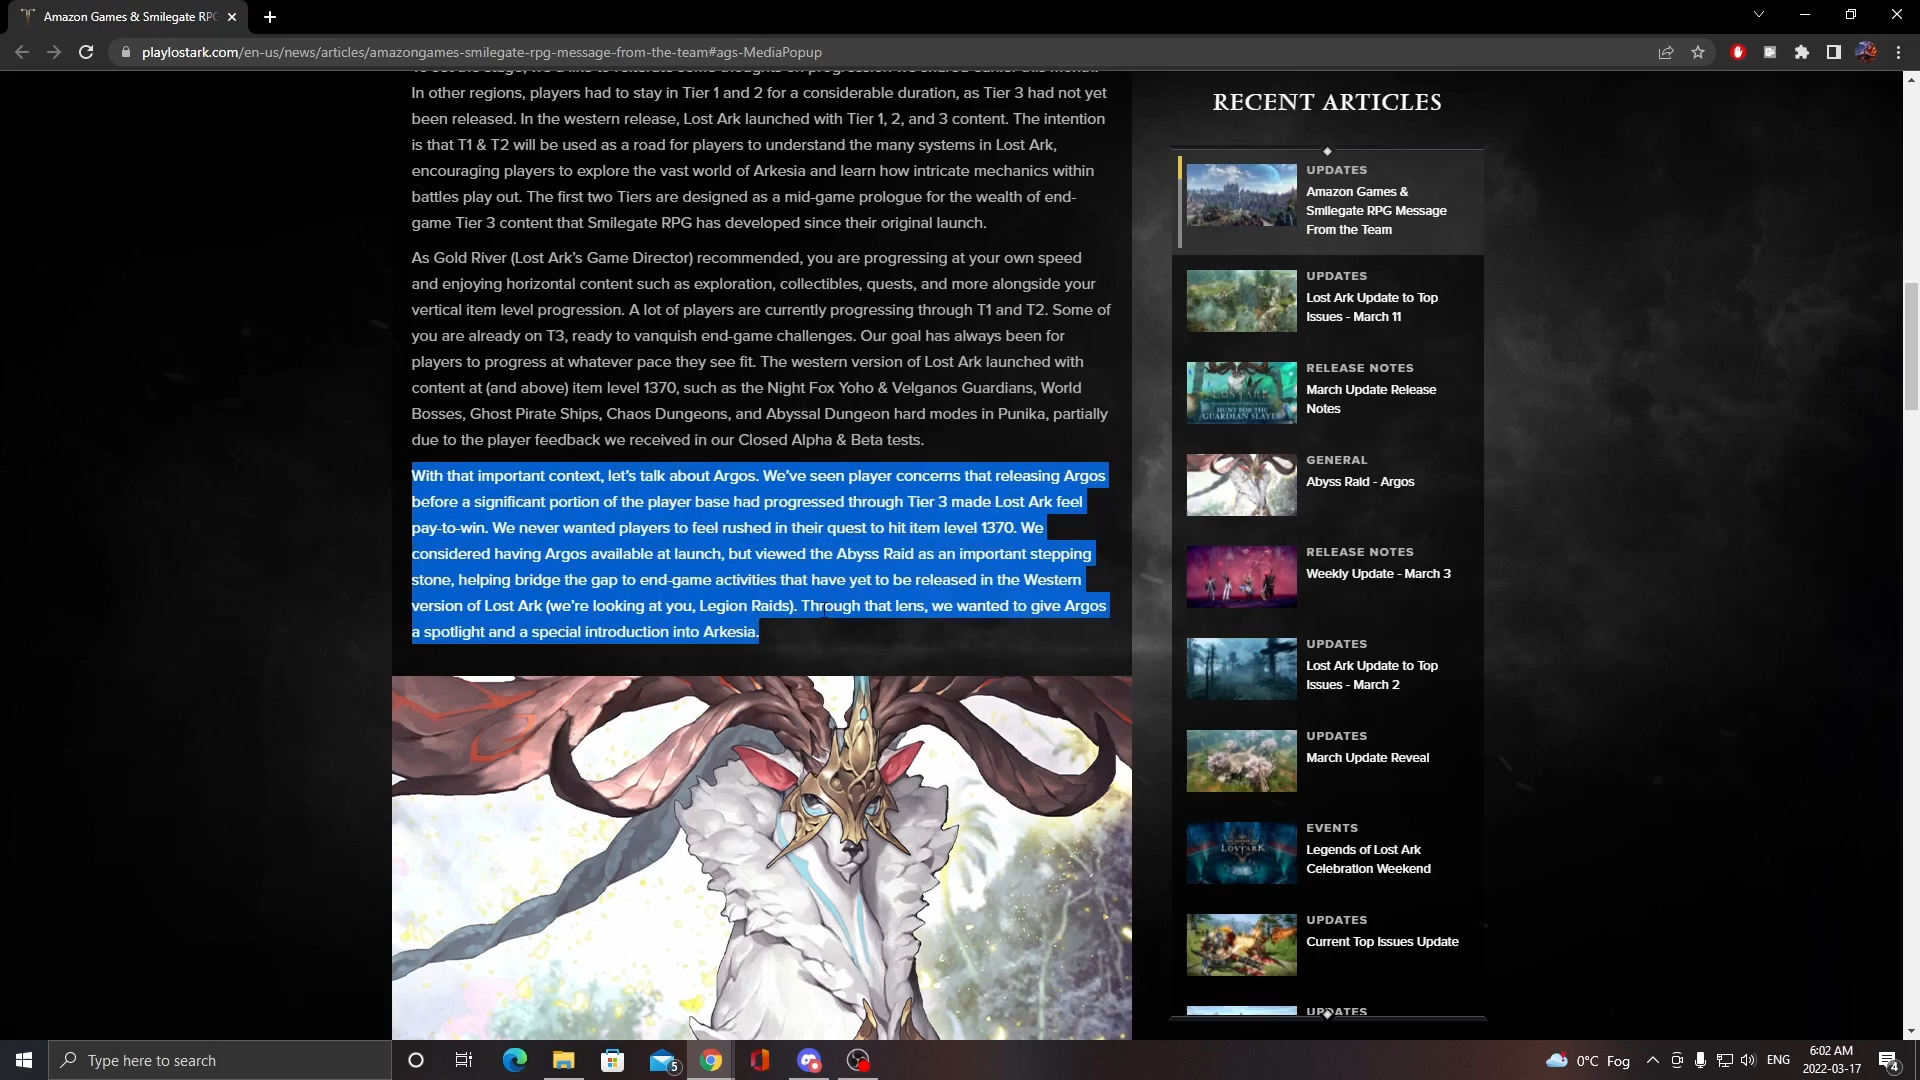 Amazon Games & Smilegate RPG
playlostark.com/en-us/news/articles/amazongames-smilegate-rpg-message-from-the-team#ags-MediaPopup
To set the stage, we'd like to reiterate some thoughts on progression we shared earlier this month.
In other regions, players had to stay in Tier 1 and 2 for a considerable duration, as Tier 3 had not yet
been released. In the western release, Lost Ark launched with Tier 1, 2, and 3 content. The intention
is that T1 & T2 will be used as a road for players to understand the many systems in Lost Ark,
encouraging players to explore the vast world of Arkesia and learn how intricate mechanics within
battles play out. The first two Tiers are designed as a mid-game prologue for the wealth of end-
game Tier 3 content that Smilegate RPG has developed since their original launch.
As Gold River (Lost Ark's Game Director) recommended, you are progressing at your own speed
and enjoying horizontal content such as exploration, collectibles, quests, and more alongside your
vertical item level progression. A lot of players are currently progressing through T1 and T2. Some of
you are already on T3, ready to vanquish end-game challenges. Our goal has always been for
players to progress at whatever pace they see fit. The western version of Lost Ark launched with
content at (and above) item level 1370, such as the Night Fox Yoho & Velganos Guardians, World
Bosses, Ghost Pirate Ships, Chaos Dungeons, and Abyssal Dungeon hard modes in Punika, partially
due to the player feedback we received in our Closed Alpha & Beta tests.
With that important context, let's talk about Argos. We've seen player concerns that releasing Argos
before a significant portion of the player base had progressed through Tier 3 made Lost Ark feel
pay-to-win. We never wanted players to feel rushed in their quest to hit item level 1370. We
considered having Argos available at launch, but viewed the Abyss Raid as an important stepping
stone, helping bridge the gap to end-game activities that have yet to be released in the Western
version of Lost Ark (we're looking at you, Legion Raids). Through that lens, we wanted to give Argos
a spotlight and a special introduction into Arkesia.
RECENT ARTICLES
UPDATES
Amazon Games &
Smilegate RPG Message
From the Team
UPDATES
Lost Ark Update to Top
Issues - March 11
RELEASE NOTES
March Update Release
Notes
LOST ARK
HUNT FOR THE
GUARDIAN SLAYER
GENERAL
Abyss Raid - Argos
RELEASE NOTES
Weekly Update - March 3
UPDATES
Lost Ark Update to Top
Issues - March 2
UPDATES
March Update Reveal
EVENTS
Legends of Lost Ark
Celebration Weekend
LOST ARK
UPDATES
Current Top Issues Update
UPDATES
Type here to search
5
0°C Fog
ENG
6:02 AM
2022-03-17
4